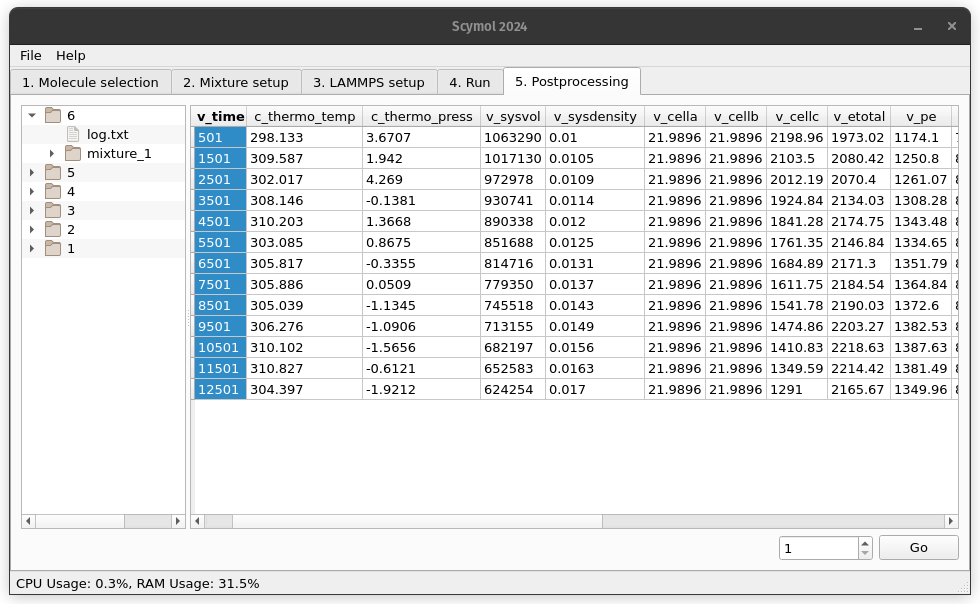 Scymol 2024
File Help
1. Molecule selection 2. Mixture setup 3. LAMMPS setup 4. Run 5. Postprocessing
6
log.txt
mixture_1
5
4
3
2
1
v_time c_thermo_temp c_thermo_press v_sysvol v_sysdensity v_cella v_cellb v_cellc v_etotal v_pe
501 298.133 3.6707 1063290 0.01 21.9896 21.9896 2198.96 1973.02 1174.1
1501 309.587 1.942 1017130 0.0105 21.9896 21.9896 2103.5 2080.42 1250.8
2501 302.017 4.269 972978 0.0109 21.9896 21.9896 2012.19 2070.4 1261.07
3501 308.146 -0.1381 930741 0.0114 21.9896 21.9896 1924.84 2134.03 1308.28
4501 310.203 1.3668 890338 0.012 21.9896 21.9896 1841.28 2174.75 1343.48
5501 303.085 0.8675 851688 0.0125 21.9896 21.9896 1761.35 2146.84 1334.65
6501 305.817 -0.3355 814716 0.0131 21.9896 21.9896 1684.89 2171.3 1351.79
7501 305.886 0.0509 779350 0.0137 21.9896 21.9896 1611.75 2184.54 1364.84
8501 305.039 -1.1345 745518 0.0143 21.9896 21.9896 1541.78 2190.03 1372.6
9501 306.276 -1.0906 713155 0.0149 21.9896 21.9896 1474.86 2203.27 1382.53
10501 310.102 -1.5656 682197 0.0156 21.9896 21.9896 1410.83 2218.63 1387.63
11501 310.827 -0.6121 652583 0.0163 21.9896 21.9896 1349.59 2214.42 1381.49
12501 304.397 -1.9212 624254 0.017 21.9896 21.9896 1291 2165.67 1349.96
1 Go
CPU Usage: 0.3%, RAM Usage: 31.5%